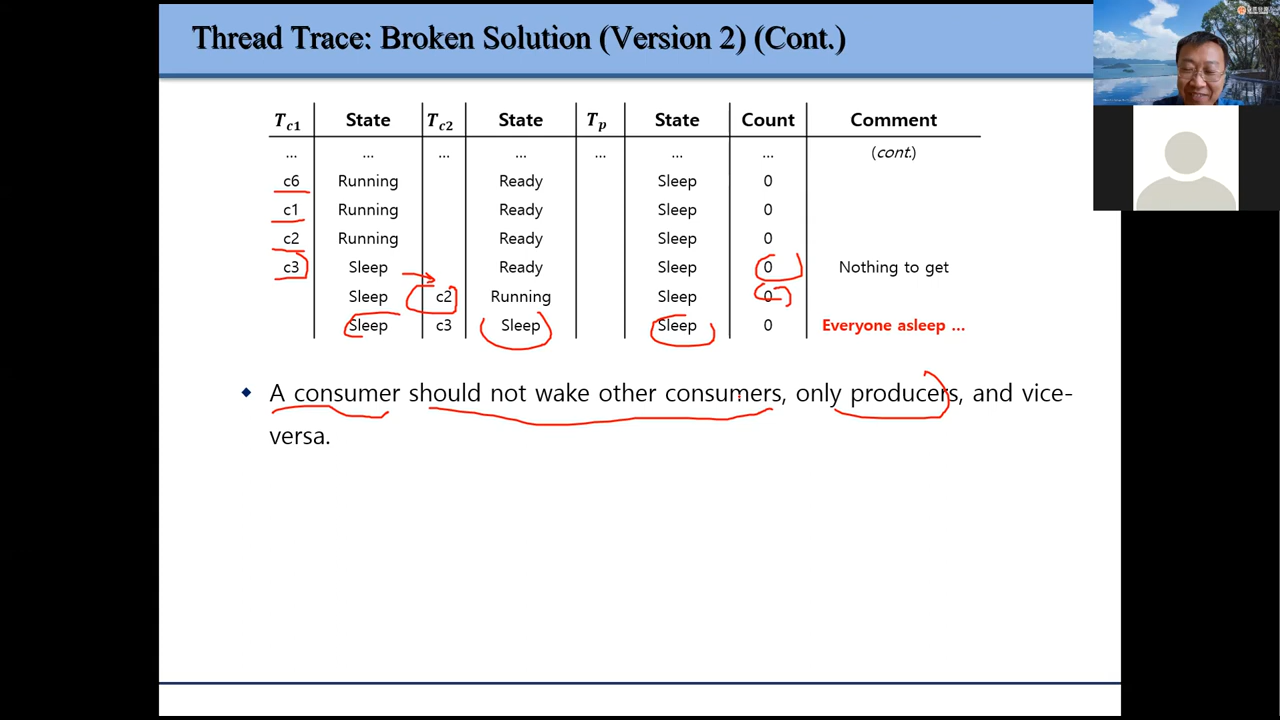 Thread Trace: Broken Solution (Version 2) (Cont.)
T_c1 State T_c2 State T_p State Count Comment
... ... ... ... ... ... ... (cont.)
c6 Running Ready Sleep 0
c1 Running Ready Sleep 0
c2 Running Ready Sleep 0
c3 Sleep Ready Sleep 0 Nothing to get
Sleep c2 Running Sleep 0
Sleep c3 Sleep Sleep 0 Everyone asleep ...
A consumer should not wake other consumers, only producers, and vice-
versa.